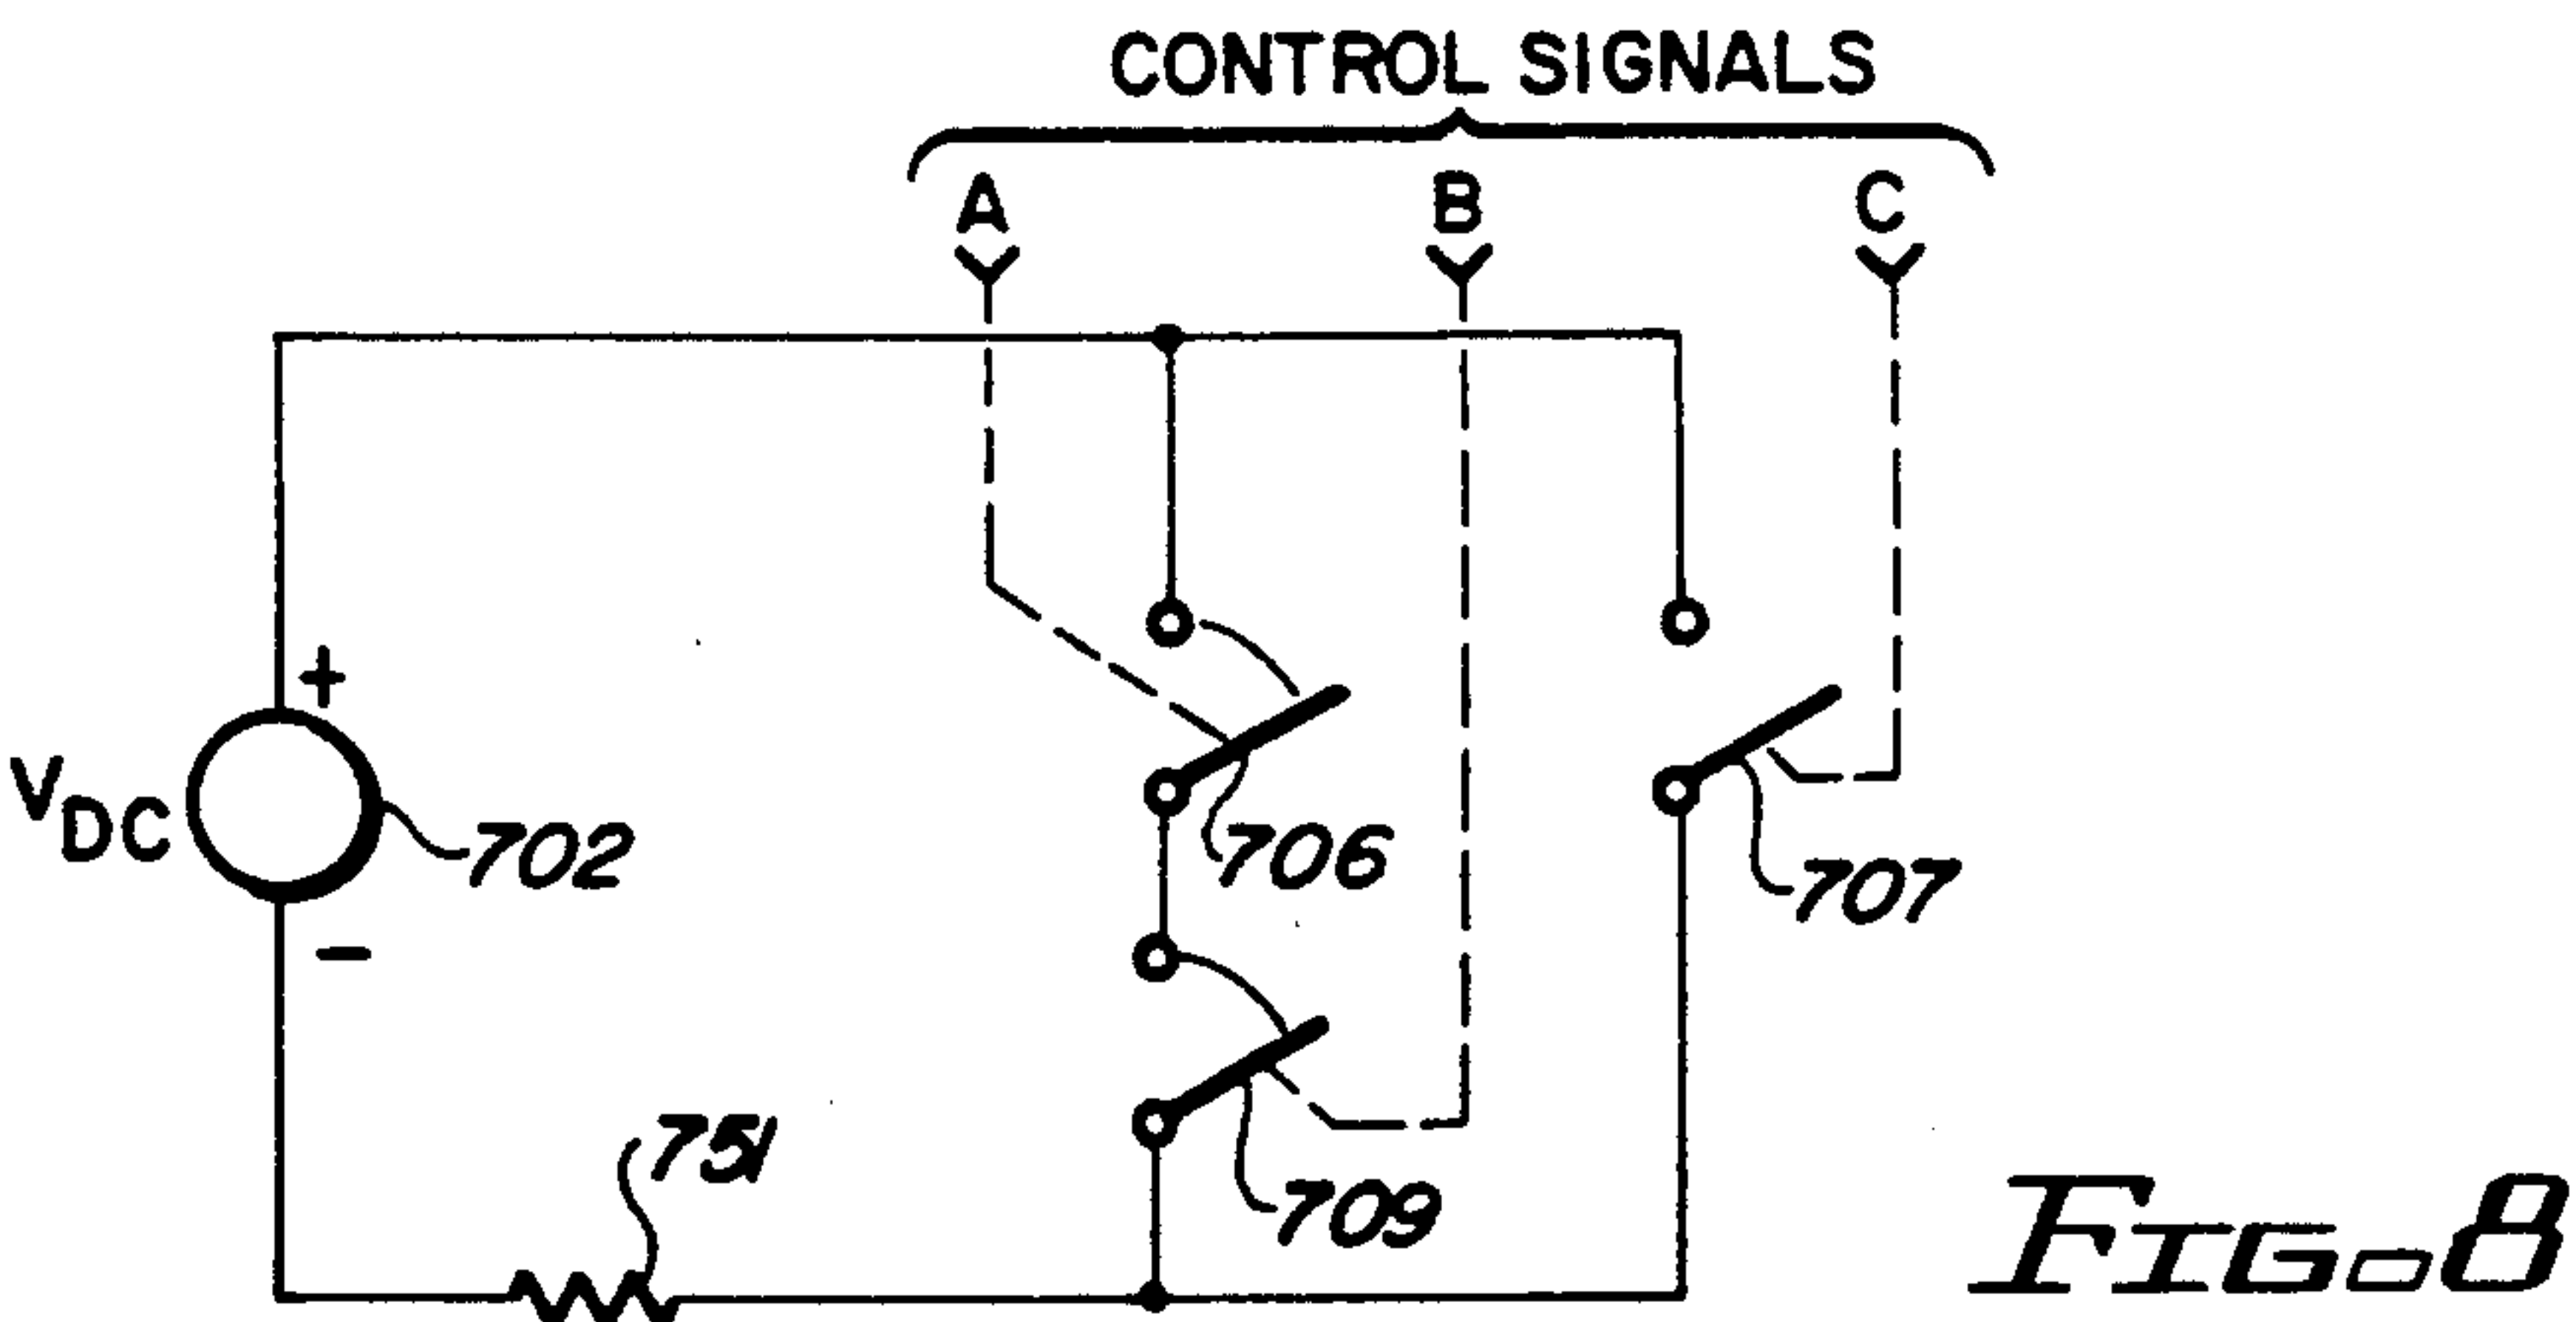 CONTROL SIGNALS
A B C
+
VDC
702
706
707
−
751
709
FIG. 8